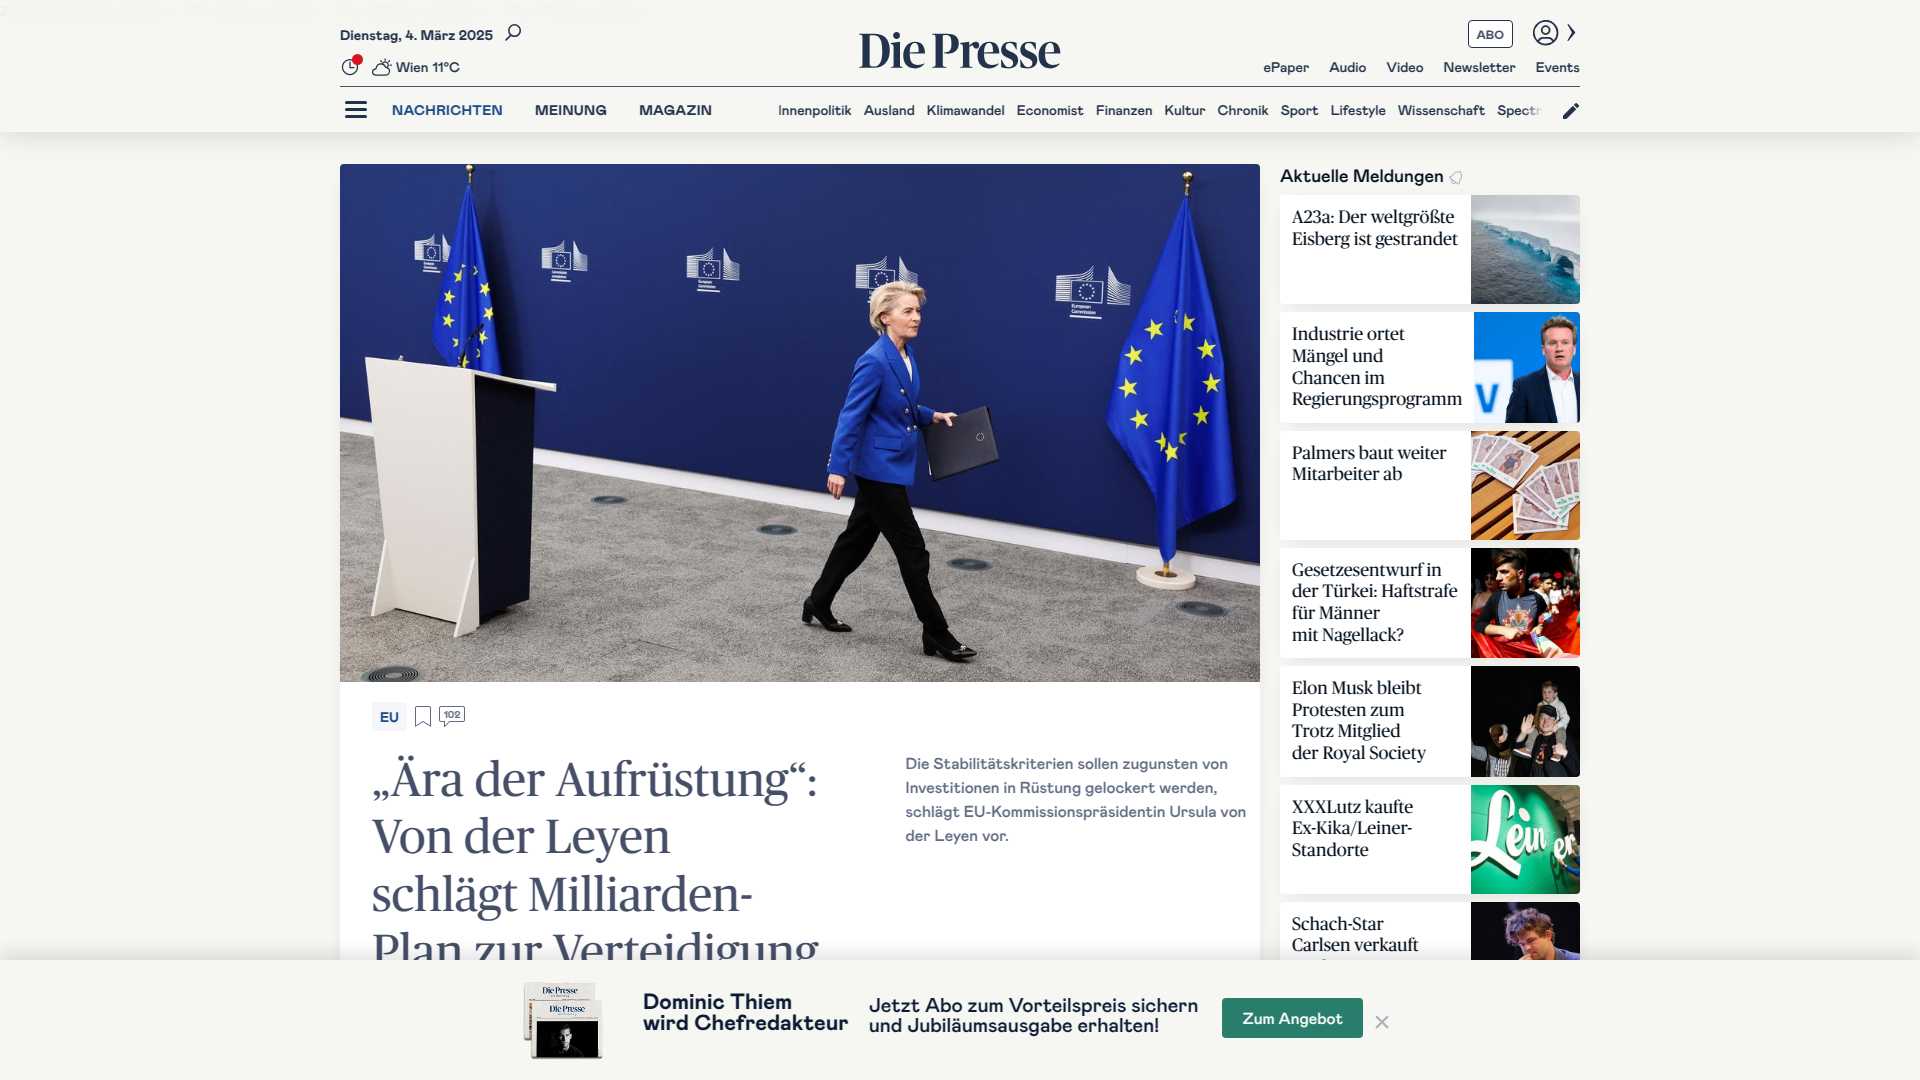 Dienstag, 4. März 2025
Wien 11°C
Die Presse
ABO
ePaper Audio Video Newsletter Events
NACHRICHTEN MEINUNG MAGAZIN
Innenpolitik Ausland Klimawandel Economist Finanzen Kultur Chronik Sport Lifestyle Wissenschaft Spectr
European
Commission
EU
102
„Ära der Aufrüstung“:
Von der Leyen
schlägt Milliarden-
Plan zur Verteidigung
Die Stabilitätskriterien sollen zugunsten von
Investitionen in Rüstung gelockert werden,
schlägt EU-Kommissionspräsidentin Ursula von
der Leyen vor.
Aktuelle Meldungen
A23a: Der weltgrößte
Eisberg ist gestrandet
Industrie ortet
Mängel und
Chancen im
Regierungsprogramm
V
Palmers baut weiter
Mitarbeiter ab
Gesetzesentwurf in
der Türkei: Haftstrafe
für Männer
mit Nagellack?
Elon Musk bleibt
Protesten zum
Trotz Mitglied
der Royal Society
XXXLutz kaufte
Ex-Kika/Leiner-
Standorte
Leiner
Schach-Star
Carlsen verkauft
Die Presse
Die Presse
Dominic Thiem
wird Chefredakteur
Jetzt Abo zum Vorteilspreis sichern
und Jubiläumsausgabe erhalten!
Zum Angebot